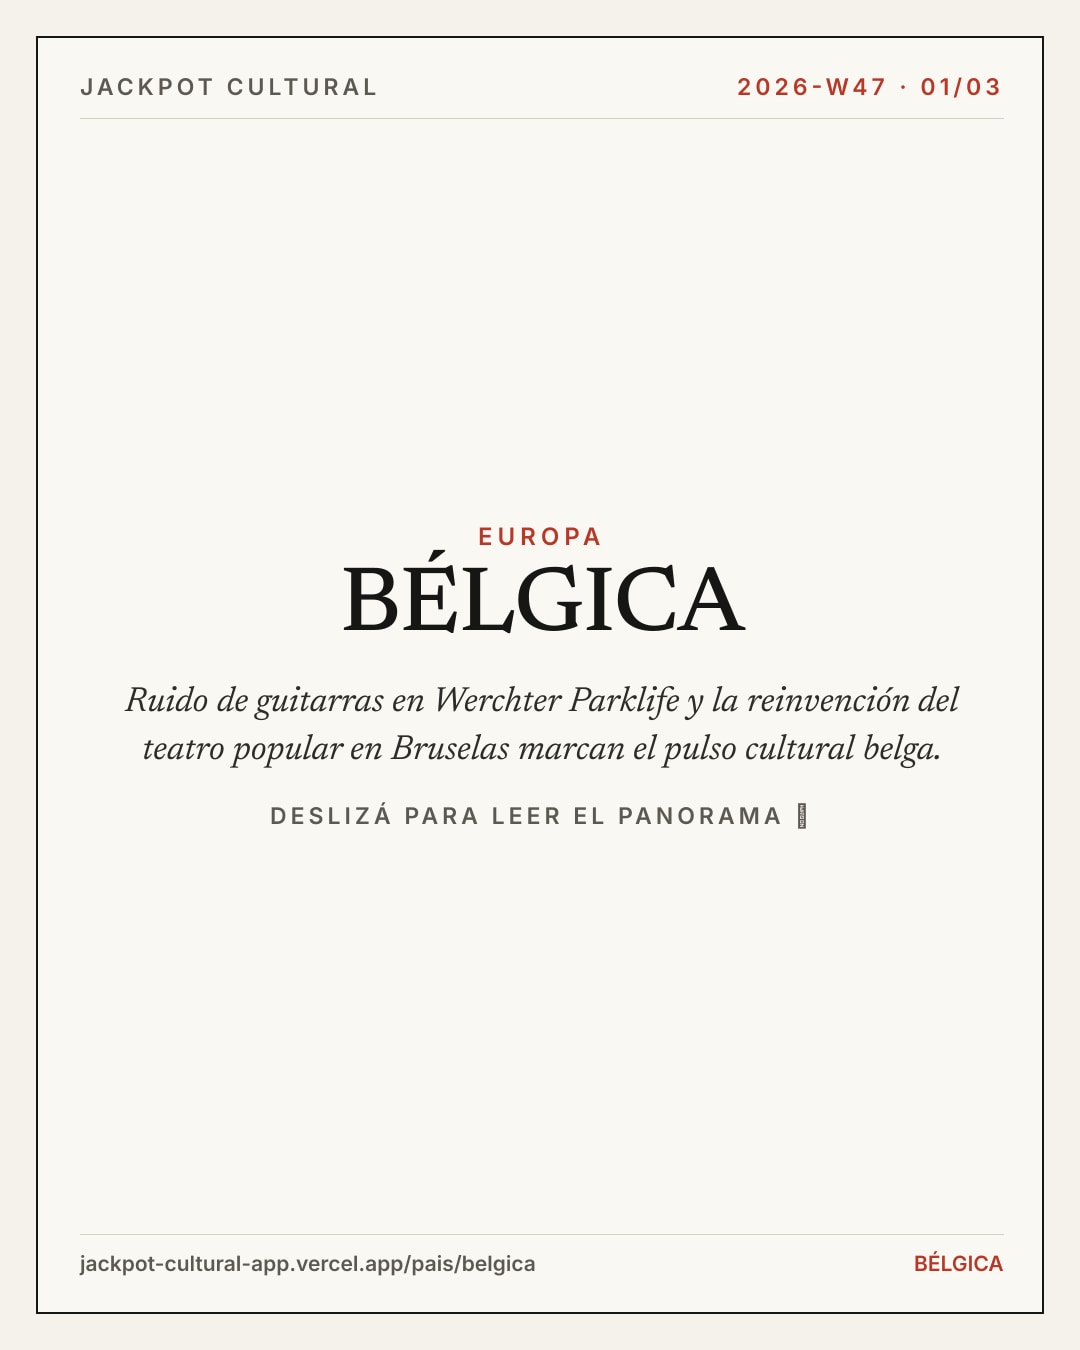 JACKPOT CULTURAL
2026-W47 · 01/03
EUROPA
BÉLGICA
Ruido de guitarras en Werchter Parklife y la reinvención del
teatro popular en Bruselas marcan el pulso cultural belga.
DESLIZÁ PARA LEER EL PANORAMA
jackpot-cultural-app.vercel.app/pais/belgica
BÉLGICA